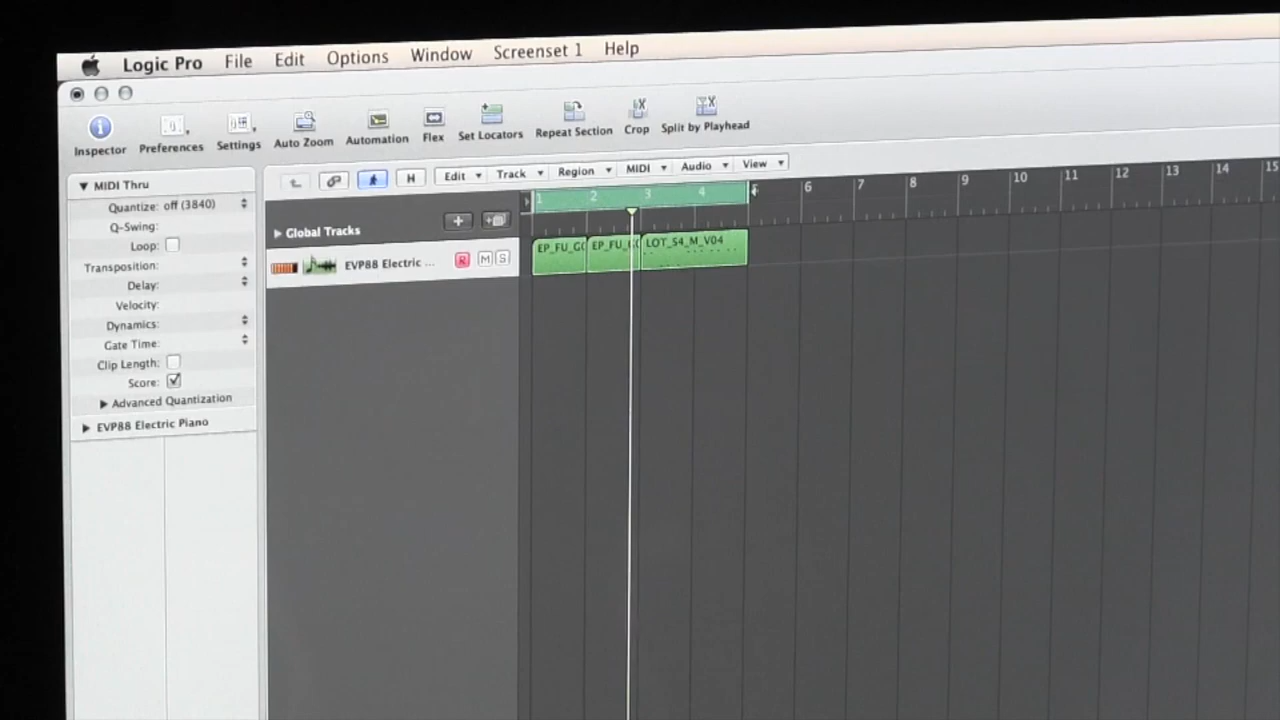 Logic Pro File Edit Options Window Screenset 1 Help
Inspector Preferences Settings Auto Zoom Automation Flex Set Locators Repeat Section Crop Split by Playhead
MIDI Thru
Edit Track Region MIDI Audio View
H
1 2 3 4 5 6 7 8 9 10 11 12 13 14 15
Quantize: off (3840)
Q-Swing:
Loop:
Transposition:
Delay:
Velocity:
Dynamics:
Gate Time:
Clip Length:
Score:
Advanced Quantization
EVP88 Electric Piano
Global Tracks
EVP88 Electric ... R M S
EP_FU_GC EP_FU_GC LOT_54_M_V04